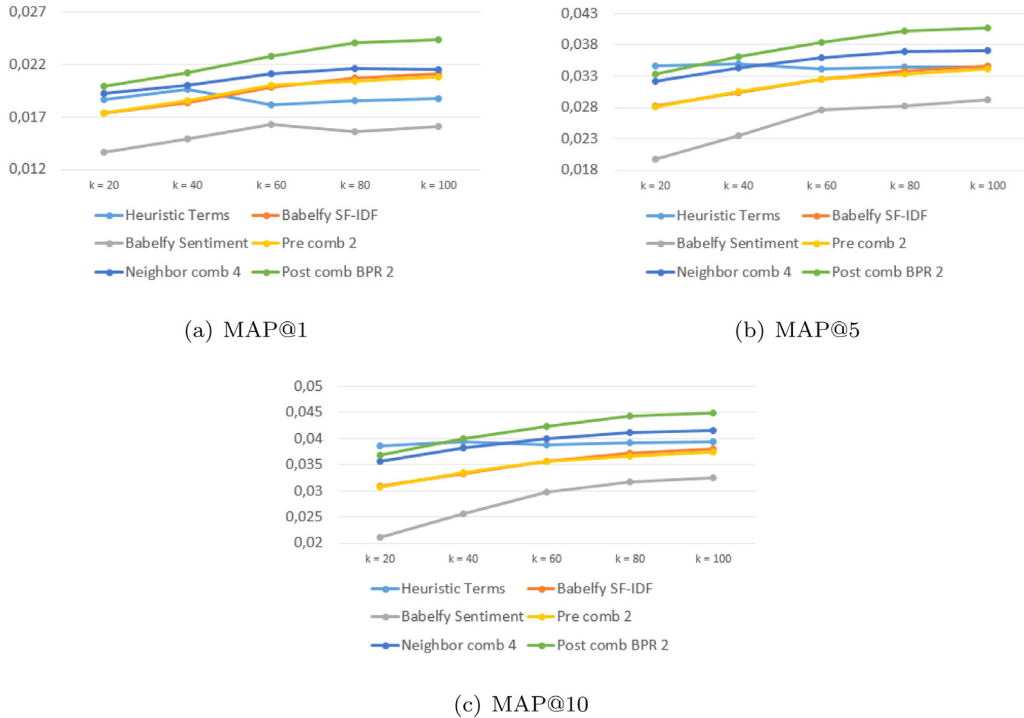 0,027
0,022
0,017
0,012
k = 20 k = 40 k = 60 k = 80 k = 100
Heuristic Terms Babelfy SF-IDF
Babelfy Sentiment Pre comb 2
Neighbor comb 4 Post comb BPR 2
(a) MAP@1
0,043
0,038
0,033
0,028
0,023
0,018
k = 20 k = 40 k = 60 k = 80 k = 100
Heuristic Terms Babelfy SF-IDF
Babelfy Sentiment Pre comb 2
Neighbor comb 4 Post comb BPR 2
(b) MAP@5
0,05
0,045
0,04
0,035
0,03
0,025
0,02
k = 20 k = 40 k = 60 k = 80 k = 100
Heuristic Terms Babelfy SF-IDF
Babelfy Sentiment Pre comb 2
Neighbor comb 4 Post comb BPR 2
(c) MAP@10